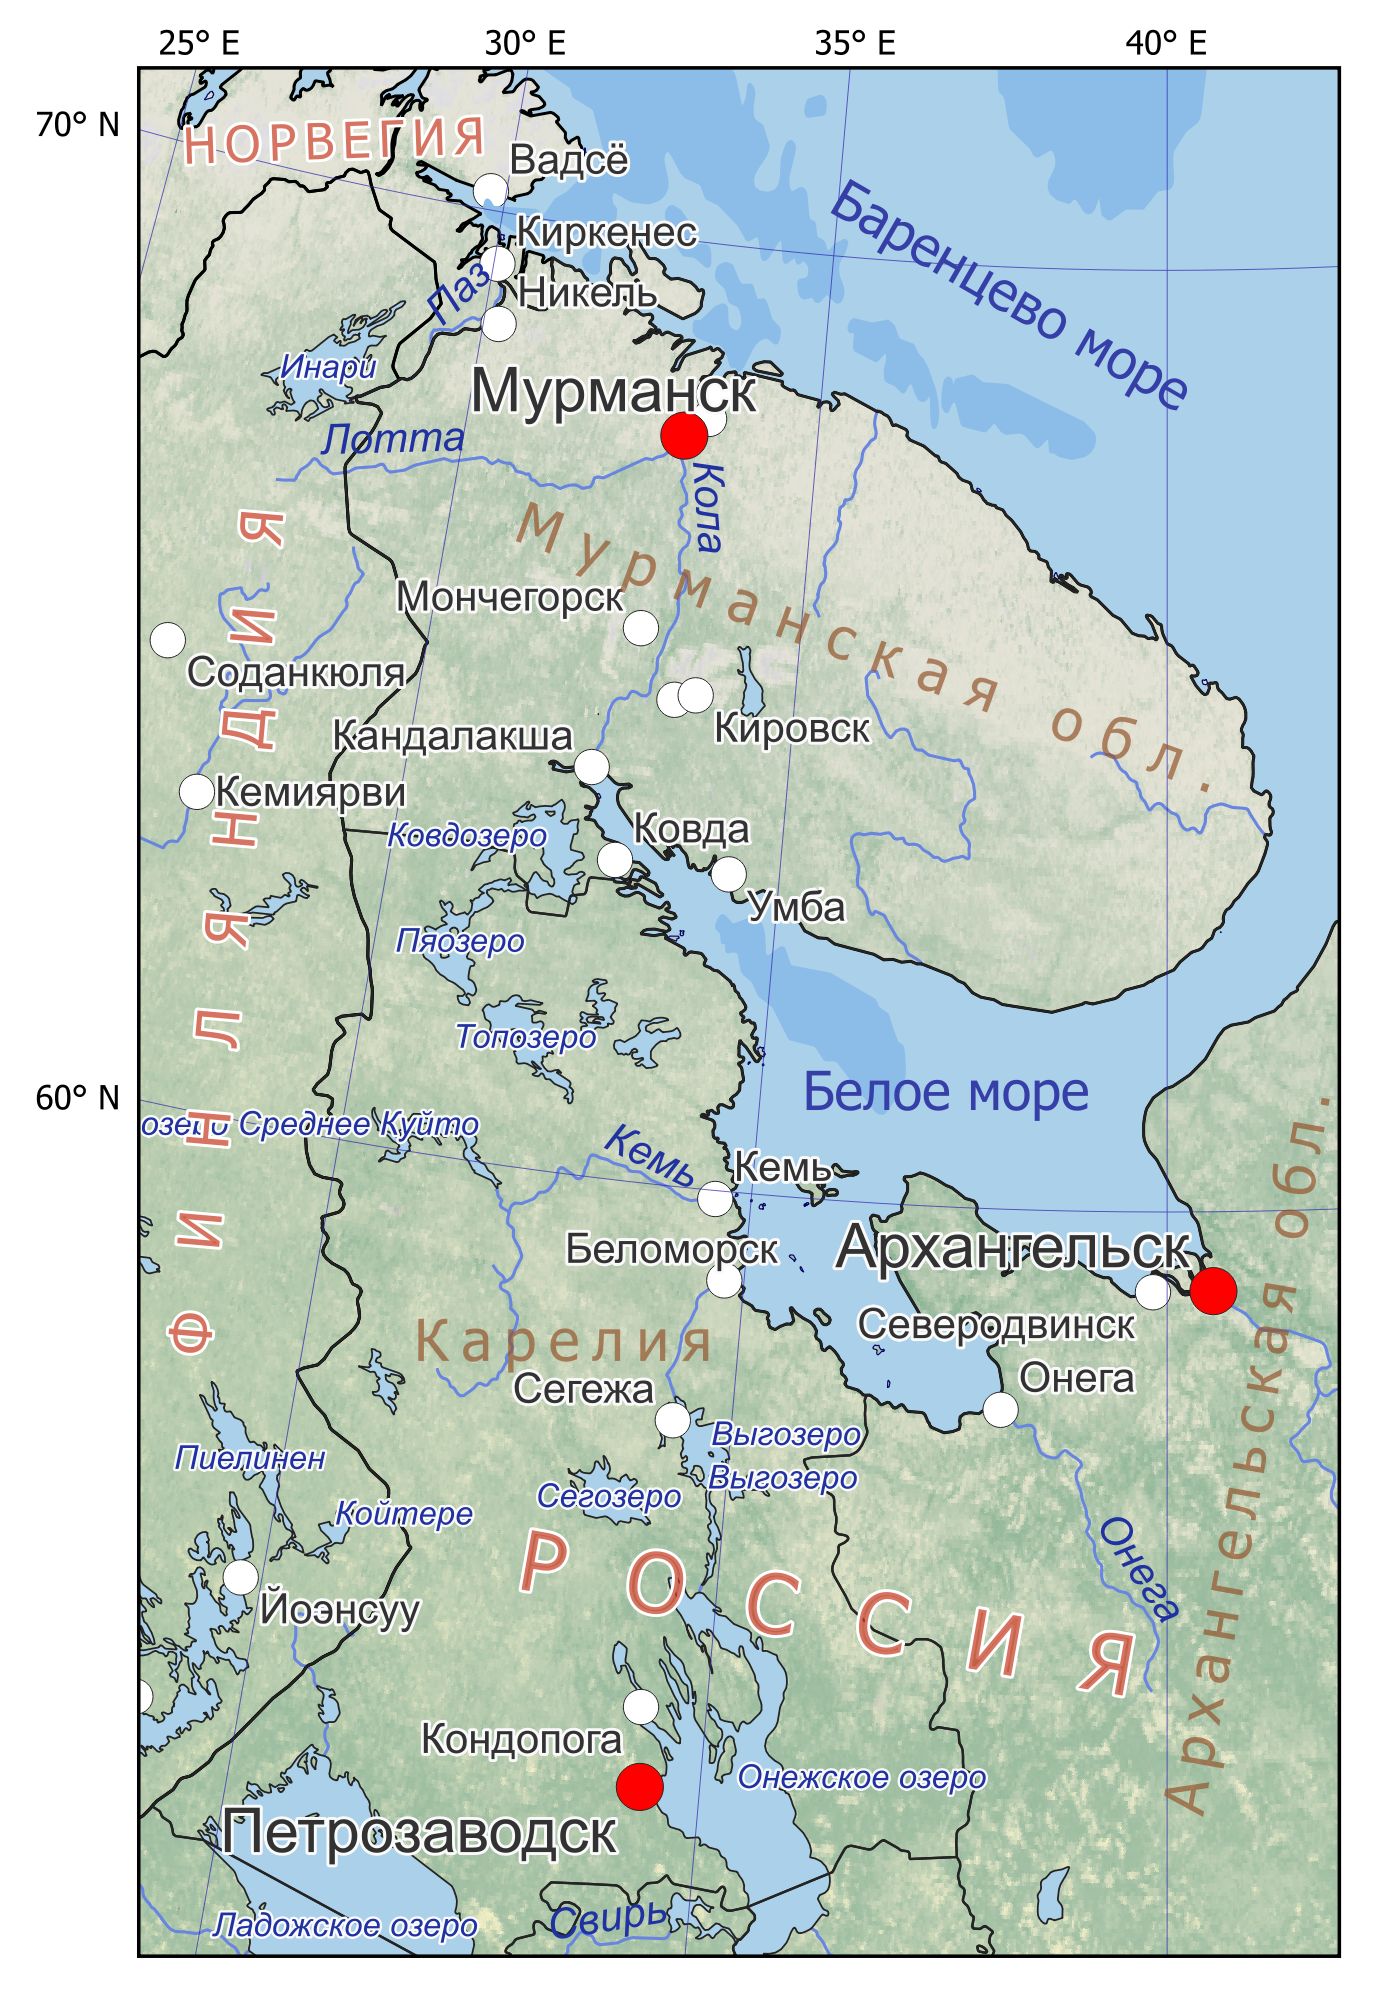 25° E 30° E 35° E 40° E
70° N
НОРВЕГИЯ
Вадсё
Баренцево море
Киркенес
Паз
Никель
Инари
Мурманск
Лотта
Кола
Мурманская обл.
ФИНЛЯНДИЯ
Мончегорск
Соданкюля
Кировск
Кандалакша
Кемиярви
Ковдозеро
Ковда
Умба
Пяозеро
Топозеро
Белое море
60° N
озеро Среднее Куйто
Кемь
Кемь
Беломорск
Архангельск
Северодвинск
Карелия
Онега
Сегежа
Выгозеро
Выгозеро
Пиелинен
Сегозеро
Койтере
Онега
РОССИЯ
Архангельская обл.
Йоэнсуу
Кондопога
Онежское озеро
Петрозаводск
Свирь
Ладожское озеро